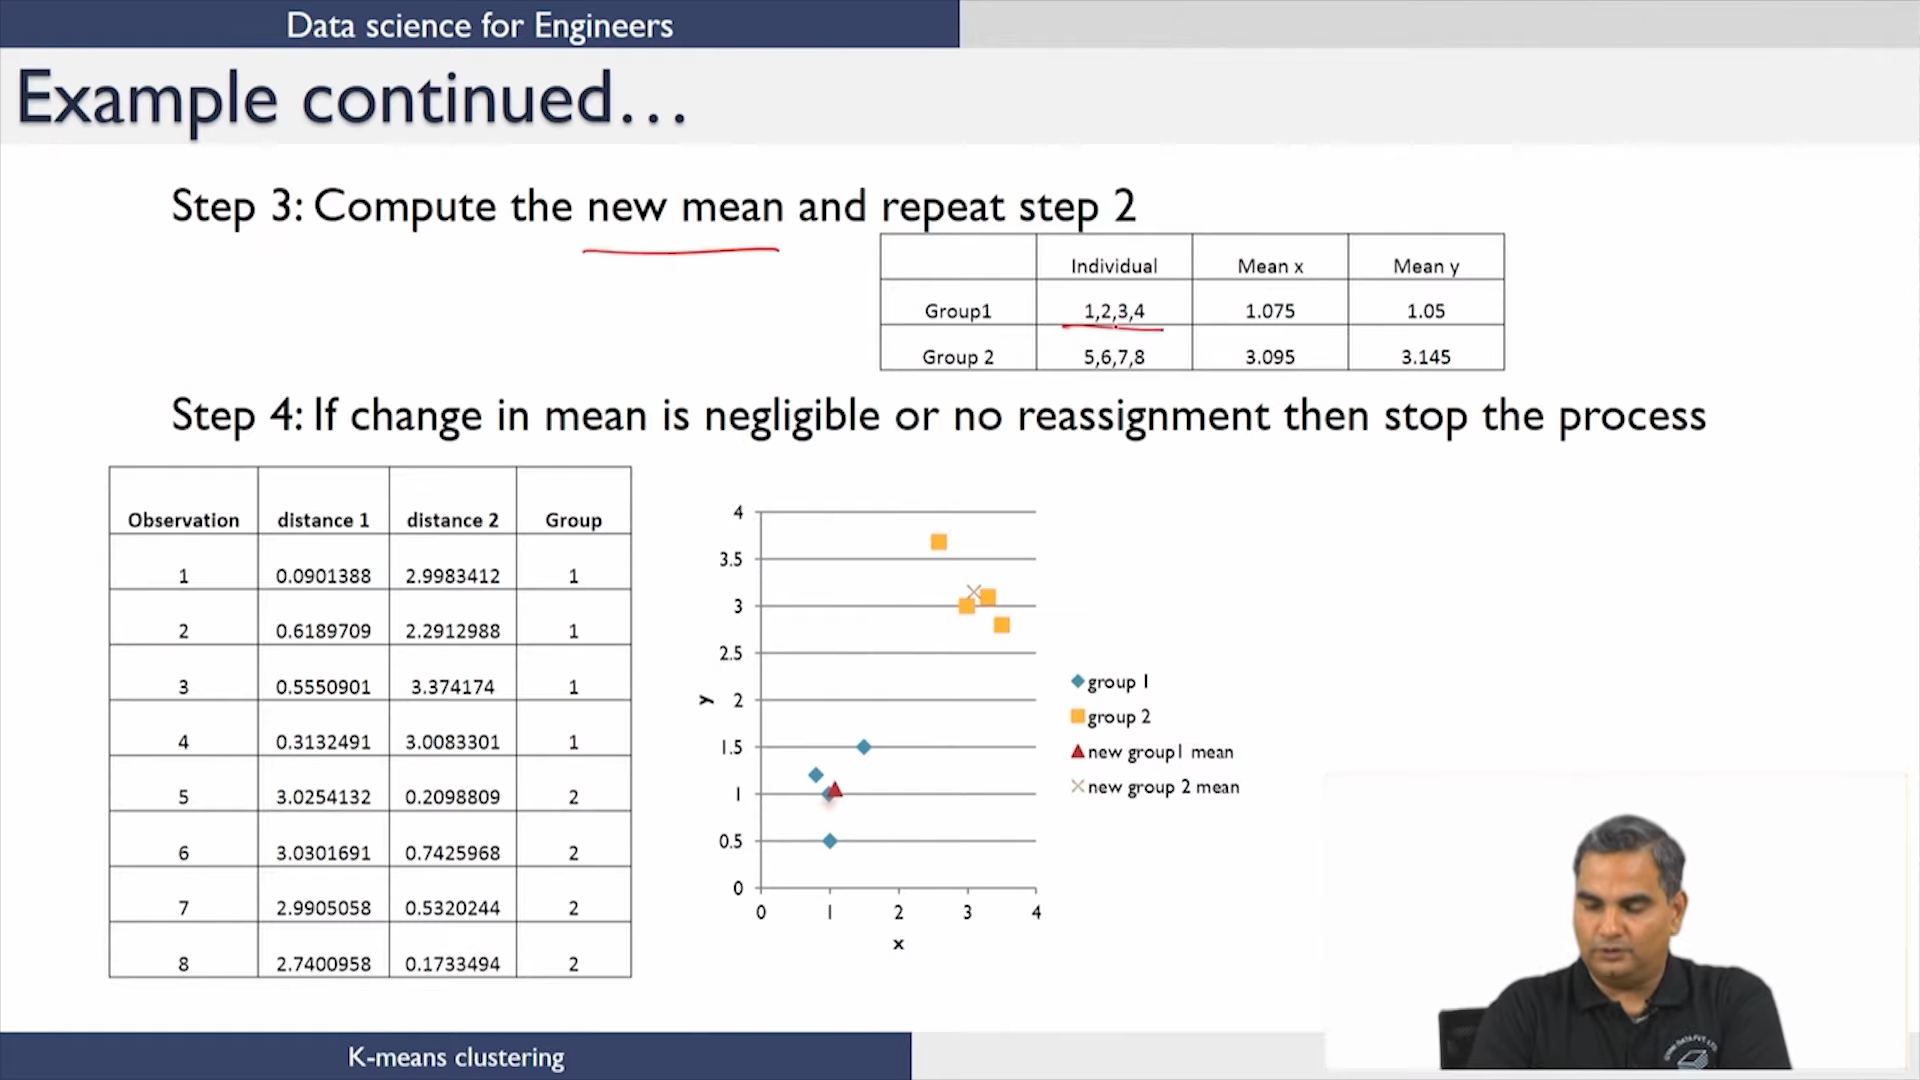 Data science for Engineers
Example continued...
Step 3: Compute the new mean and repeat step 2
Individual Mean x Mean y
Group1 1,2,3,4 1.075 1.05
Group 2 5,6,7,8 3.095 3.145
Step 4: If change in mean is negligible or no reassignment then stop the process
Observation distance 1 distance 2 Group
1 0.0901388 2.9983412 1
2 0.6189709 2.2912988 1
3 0.5550901 3.374174 1
4 0.3132491 3.0083301 1
5 3.0254132 0.2098809 2
6 3.0301691 0.7425968 2
7 2.9905058 0.5320244 2
8 2.7400958 0.1733494 2
4
3.5
3
2.5
2
1.5
1
0.5
0
y
0 1 2 3 4
x
group 1
group 2
new group1 mean
new group 2 mean
K-means clustering